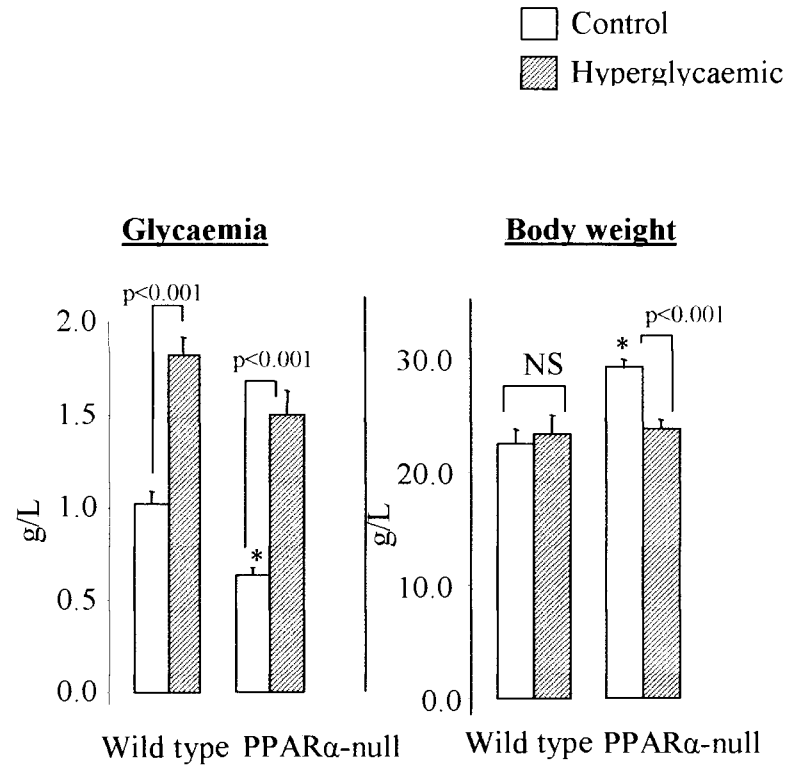 Control
Hyperglycaemic
Glycaemia
Body weight
p<0.001
p<0.001
2.0
1.5
1.0
0.5
0.0
g/L
*
Wild type PPARα-null
NS
*
p<0.001
30.0
20.0
10.0
0.0
g/L
Wild type PPARα-null